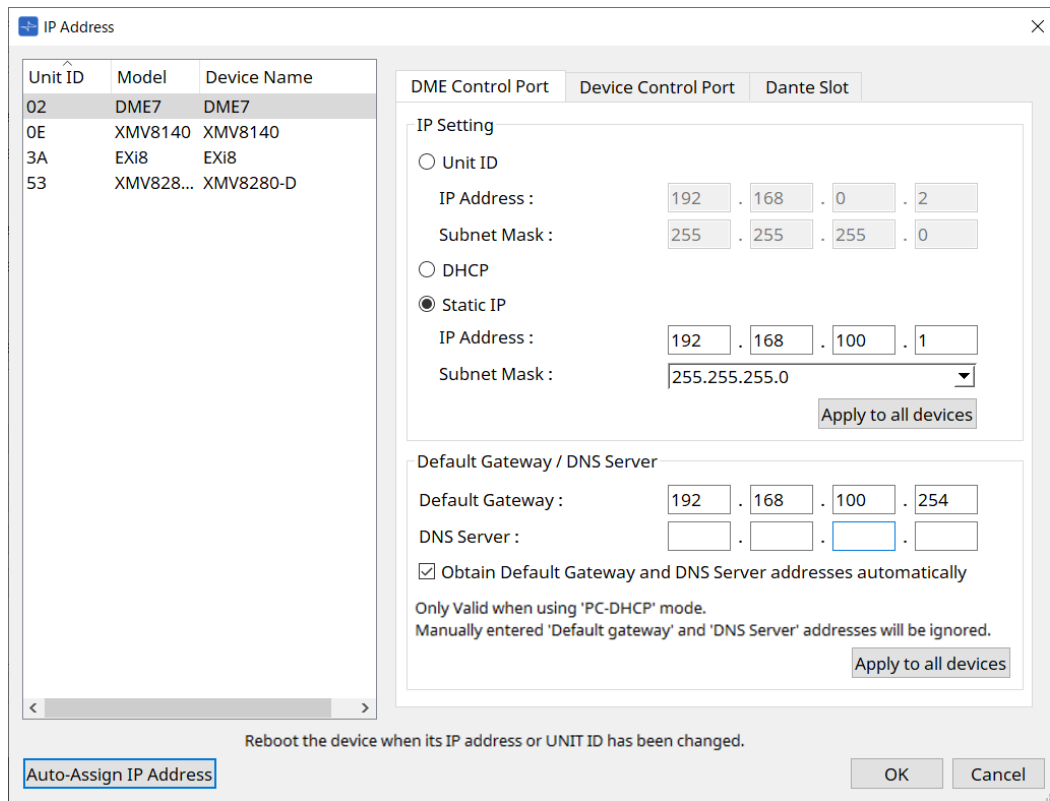 IP Address
Unit ID Model Device Name
02 DME7 DME7
0E XMV8140 XMV8140
3A EXi8 EXi8
53 XMV828... XMV8280-D
DME Control Port Device Control Port Dante Slot
IP Setting
Unit ID
IP Address : 192 . 168 . 0 . 2
Subnet Mask : 255 . 255 . 255 . 0
DHCP
Static IP
IP Address : 192 . 168 . 100 . 1
Subnet Mask : 255.255.255.0
Apply to all devices
Default Gateway / DNS Server
Default Gateway : 192 . 168 . 100 . 254
DNS Server : . . .
Obtain Default Gateway and DNS Server addresses automatically
Only Valid when using 'PC-DHCP' mode.
Manually entered 'Default gateway' and 'DNS Server' addresses will be ignored.
Apply to all devices
Reboot the device when its IP address or UNIT ID has been changed.
Auto-Assign IP Address OK Cancel